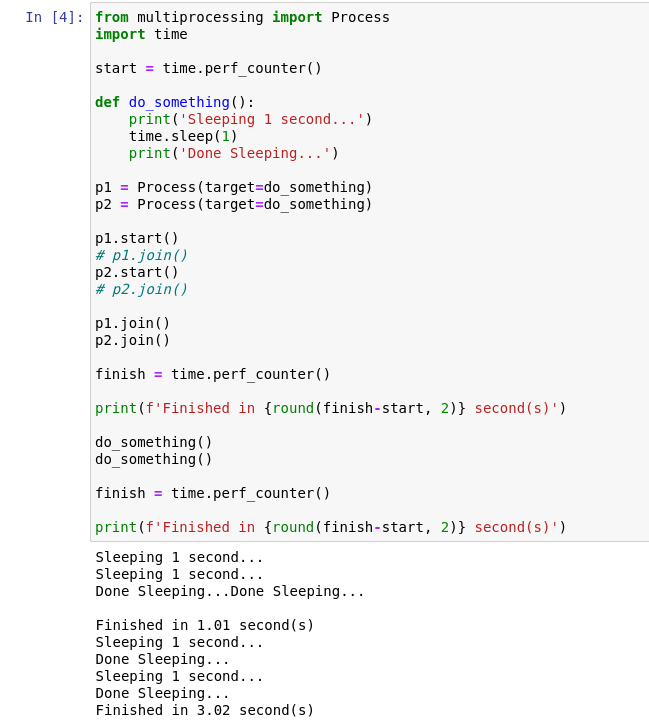 In [4]:
from multiprocessing import Process
import time

start = time.perf_counter()

def do_something():
    print('Sleeping 1 second...')
    time.sleep(1)
    print('Done Sleeping...')

p1 = Process(target=do_something)
p2 = Process(target=do_something)

p1.start()
# p1.join()
p2.start()
# p2.join()

p1.join()
p2.join()

finish = time.perf_counter()

print(f'Finished in {round(finish-start, 2)} second(s)')

do_something()
do_something()

finish = time.perf_counter()

print(f'Finished in {round(finish-start, 2)} second(s)')
Sleeping 1 second...
Sleeping 1 second...
Done Sleeping...Done Sleeping...

Finished in 1.01 second(s)
Sleeping 1 second...
Done Sleeping...
Sleeping 1 second...
Done Sleeping...
Finished in 3.02 second(s)